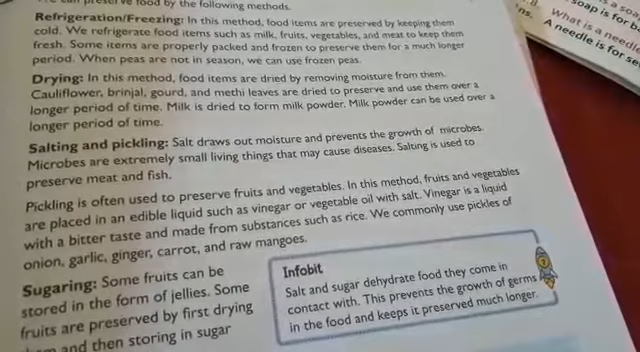 can preserve food by the following methods.
Refrigeration/Freezing: In this method, food items are preserved by keeping them
cold. We refrigerate food items such as milk, fruits, vegetables, and meat to keep them
fresh. Some items are properly packed and frozen to preserve them for a much longer
period. When peas are not in season, we can use frozen peas.
Drying: In this method, food items are dried by removing moisture from them.
Cauliflower, brinjal, gourd, and methi leaves are dried to preserve and use them over a
longer period of time. Milk is dried to form milk powder. Milk powder can be used over a
longer period of time.
Salting and pickling: Salt draws out moisture and prevents the growth of microbes.
Microbes are extremely small living things that may cause diseases. Salting is used to
preserve meat and fish.
Pickling is often used to preserve fruits and vegetables. In this method, fruits and vegetables
are placed in an edible liquid such as vinegar or vegetable oil with salt. Vinegar is a liquid
with a bitter taste and made from substances such as rice. We commonly use pickles of
onion, garlic, ginger, carrot, and raw mangoes.
Sugaring: Some fruits can be
stored in the form of jellies. Some
fruits are preserved by first drying
and then storing in sugar
Infobit
Salt and sugar dehydrate food they come in
contact with. This prevents the growth of germs
in the food and keeps it preserved much longer.
is a soa
soap is for b
What is a needle
A needle is for se